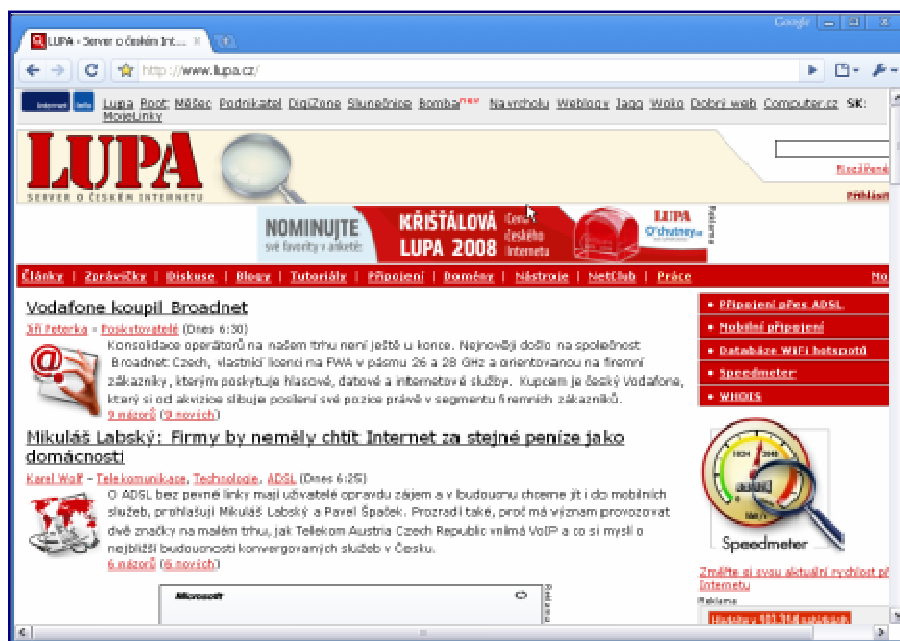 Google
LUPA - Server o českém Int...
http://www.lupa.cz/
internet info Lupa Root Měšec Podnikatel DigiZone Slunečnice Bomba new Navrcholu Weblogy Jagg Woko Dobrý web Computer.cz SK:
MojeLinky
LUPA
SERVER O ČESKÉM INTERNETU
Rozšířené
Přihlásit
NOMINUJTE
své favority v anketě:
KŘIŠŤÁLOVÁ
LUPA 2008
Cena
českého
Internetu
LUPA
Reklama
Články | Zprávičky | Diskuse | Blogy | Tutoriály | Připojení | Domény | Nástroje | NetClub | Práce
Vodafone koupil Broadnet
Jiří Peterka - Poskytovatelé (Dnes 6:30)
Konsolidace operátorů na našem trhu není ještě u konce. Nejnověji došlo na společnost
Broadnet Czech, vlastnící licenci na FWA v pásmu 26 a 28 GHz a orientovanou na firemní
zákazníky, kterým poskytuje hlasové, datové a internetové služby. Kupcem je český Vodafone,
který si od akvizice slibuje posílení své pozice právě v segmentu firemních zákazníků.
9 názorů (9 nových)
Mikuláš Labský: Firmy by neměly chtít Internet za stejné peníze jako
domácnosti
Karel Wolf - Telekomunikace, Technologie, ADSL (Dnes 6:25)
O ADSL bez pevné linky mají uživatelé opravdu zájem a v budoucnu chceme jít i do mobilních
služeb, prohlašují Mikuláš Labský a Pavel Špaček. Prozradí také, proč má význam provozovat
dvě značky na malém trhu, jak Telekom Austria Czech Republic vnímá VoIP a co si myslí o
nejbližší budoucnosti konvergovaných služeb v Česku.
6 názorů (6 nových)
Microsoft
Reklama
• Připojení přes ADSL
• Mobilní připojení
• Databáze WiFi hotspotů
• Speedmeter
• WHOIS
Speedmeter
Změřte si svou aktuální rychlost př
Internetu
Reklama